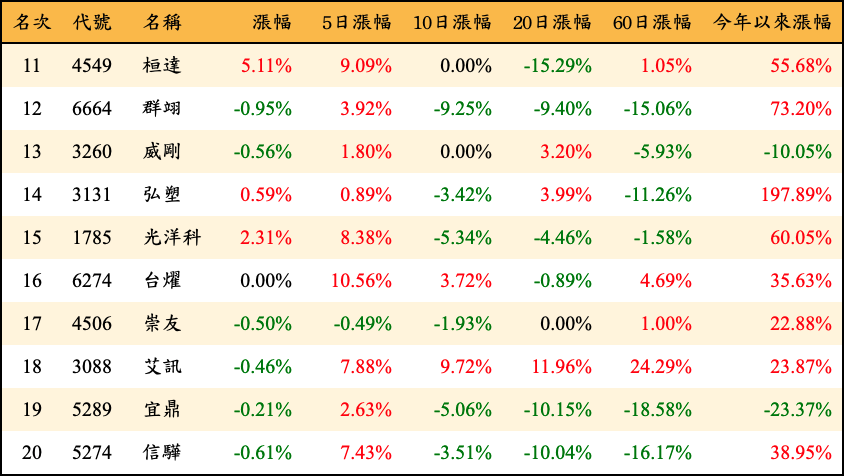 名次 代號 名稱 漲幅 5日漲幅 10日漲幅 20日漲幅 60日漲幅 今年以來漲幅
11 4549 桓達 5.11% 9.09% 0.00% -15.29% 1.05% 55.68%
12 6664 群翊 -0.95% 3.92% -9.25% -9.40% -15.06% 73.20%
13 3260 威剛 -0.56% 1.80% 0.00% 3.20% -5.93% -10.05%
14 3131 弘塑 0.59% 0.89% -3.42% 3.99% -11.26% 197.89%
15 1785 光洋科 2.31% 8.38% -5.34% -4.46% -1.58% 60.05%
16 6274 台燿 0.00% 10.56% 3.72% -0.89% 4.69% 35.63%
17 4506 崇友 -0.50% -0.49% -1.93% 0.00% 1.00% 22.88%
18 3088 艾訊 -0.46% 7.88% 9.72% 11.96% 24.29% 23.87%
19 5289 宜鼎 -0.21% 2.63% -5.06% -10.15% -18.58% -23.37%
20 5274 信驊 -0.61% 7.43% -3.51% -10.04% -16.17% 38.95%